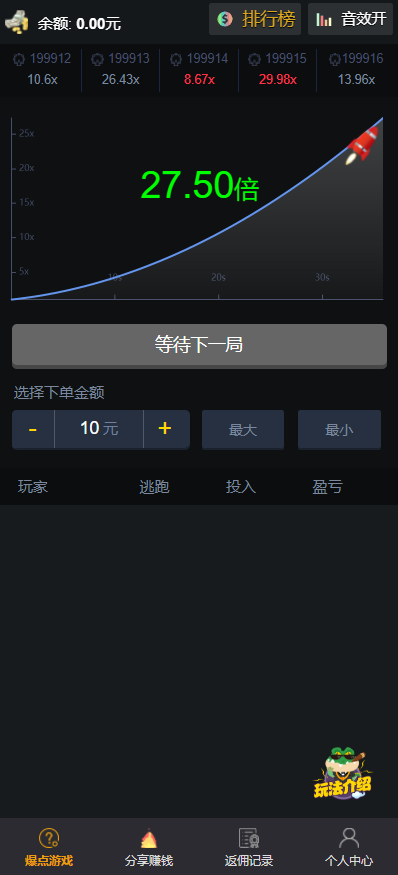 余额: 0.00元
排行榜
音效开
199912 199913 199914 199915 199916
10.6x 26.43x 8.67x 29.98x 13.96x
25x
20x
27.50倍
15x
10x
5x
10s 20s 30s
等待下一局
选择下单金额
- 10 元 + 最大 最小
玩家 逃跑 投入 盈亏
玩法介绍
爆点游戏 分享赚钱 返佣记录 个人中心